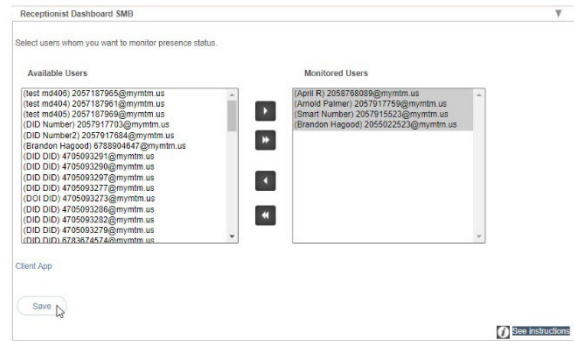 Receptionist Dashboard SMB
Select users whom you want to monitor presence status.
Available Users
Monitored Users
(test md406) 2057187965@mymtm.us
(test md404) 2057187961@mymtm.us
(test md405) 2057187969@mymtm.us
(DID Number) 2057917703@mymtm.us
(DID Number2) 2057917684@mymtm.us
(Brandon Hagood) 6788904647@mymtm.us
(DID DID) 4705093291@mymtm.us
(DID DID) 4705093290@mymtm.us
(DID DID) 4705093297@mymtm.us
(DID DID) 4705093277@mymtm.us
(DOI DID) 4705093273@mymtm.us
(DID DID) 4705093286@mymtm.us
(DID DID) 4705093282@mymtm.us
(DID DID) 4705093279@mymtm.us
(DID DID) 6783674574@mymtm.us
(April R) 2058768089@mymtm.us
(Arnold Palmer) 2057917759@mymtm.us
(Smart Number) 2057915523@mymtm.us
(Brandon Hagood) 2055022523@mymtm.us
Client App
Save
i See instructions